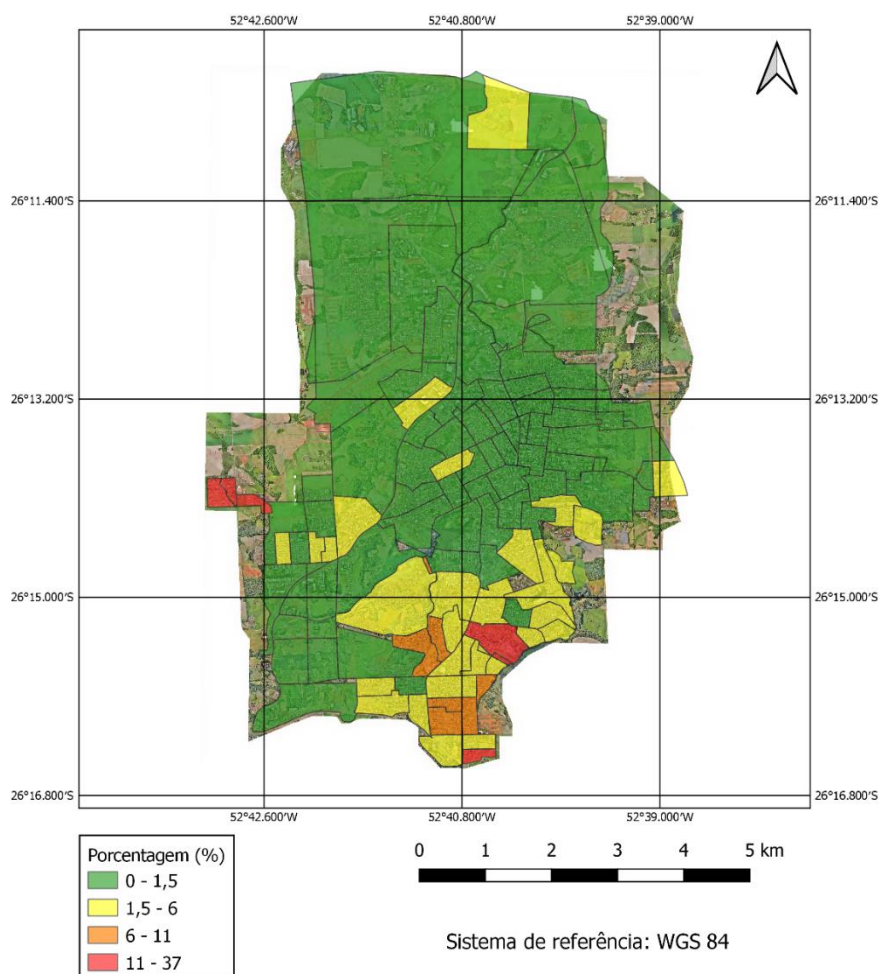 52°42.600'W 52°40.800'W 52°39.000'W
26°11.400'S 26°11.400'S
26°13.200'S 26°13.200'S
26°15.000'S 26°15.000'S
26°16.800'S 26°16.800'S
52°42.600'W 52°40.800'W 52°39.000'W
Porcentagem (%)
0 - 1,5
1,5 - 6
6 - 11
11 - 37
0 1 2 3 4 5 km
Sistema de referência: WGS 84